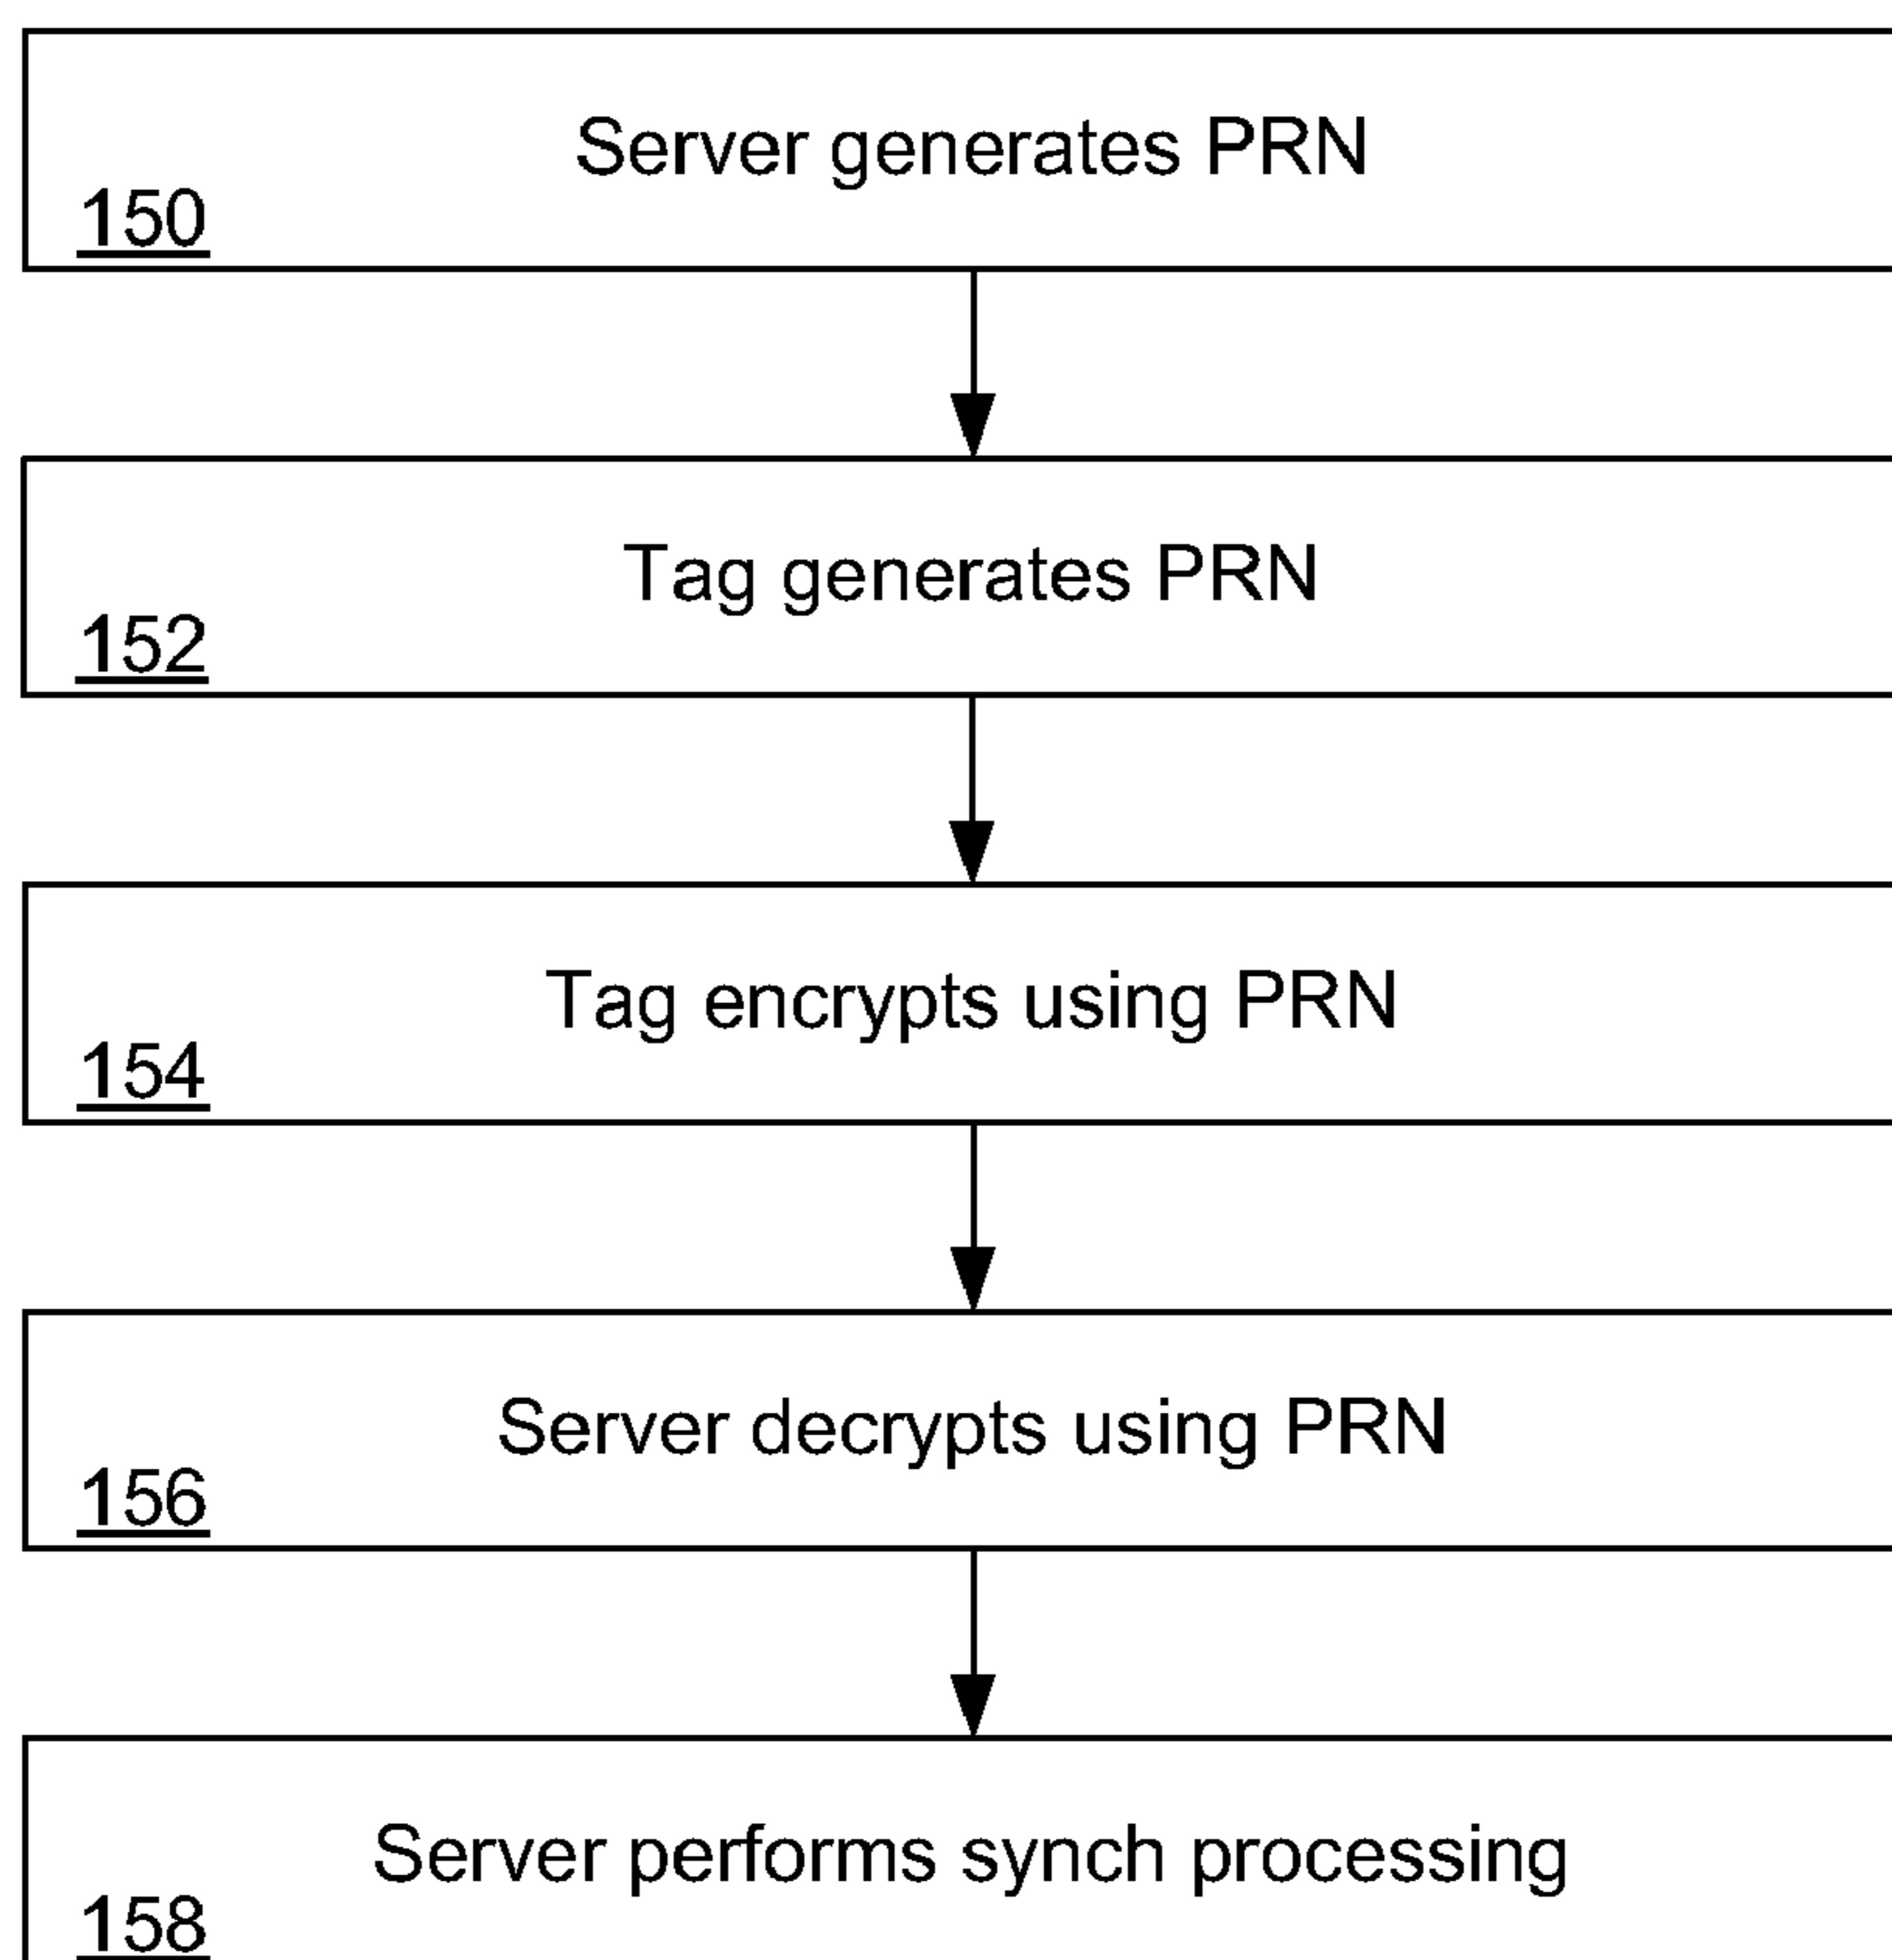 Server generates PRN
150
Tag generates PRN
152
Tag encrypts using PRN
154
Server decrypts using PRN
156
Server performs synch processing
158